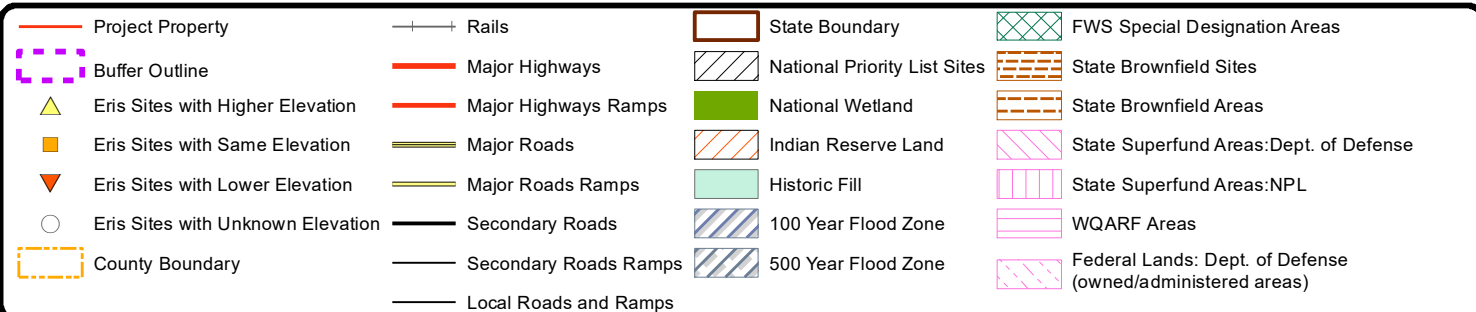 Project Property
Buffer Outline
Eris Sites with Higher Elevation
Eris Sites with Same Elevation
Eris Sites with Lower Elevation
Eris Sites with Unknown Elevation
County Boundary
Rails
Major Highways
Major Highways Ramps
Major Roads
Major Roads Ramps
Secondary Roads
Secondary Roads Ramps
Local Roads and Ramps
State Boundary
National Priority List Sites
National Wetland
Indian Reserve Land
Historic Fill
100 Year Flood Zone
500 Year Flood Zone
FWS Special Designation Areas
State Brownfield Sites
State Brownfield Areas
State Superfund Areas:Dept. of Defense
State Superfund Areas:NPL
WQARF Areas
Federal Lands: Dept. of Defense
(owned/administered areas)